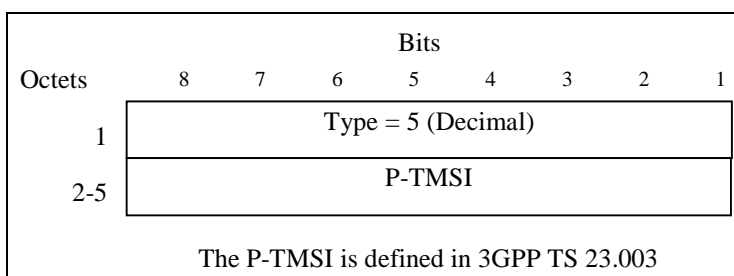 Bits
Octets 8 7 6 5 4 3 2 1
1 Type = 5 (Decimal)
2-5 P-TMSI
The P-TMSI is defined in 3GPP TS 23.003